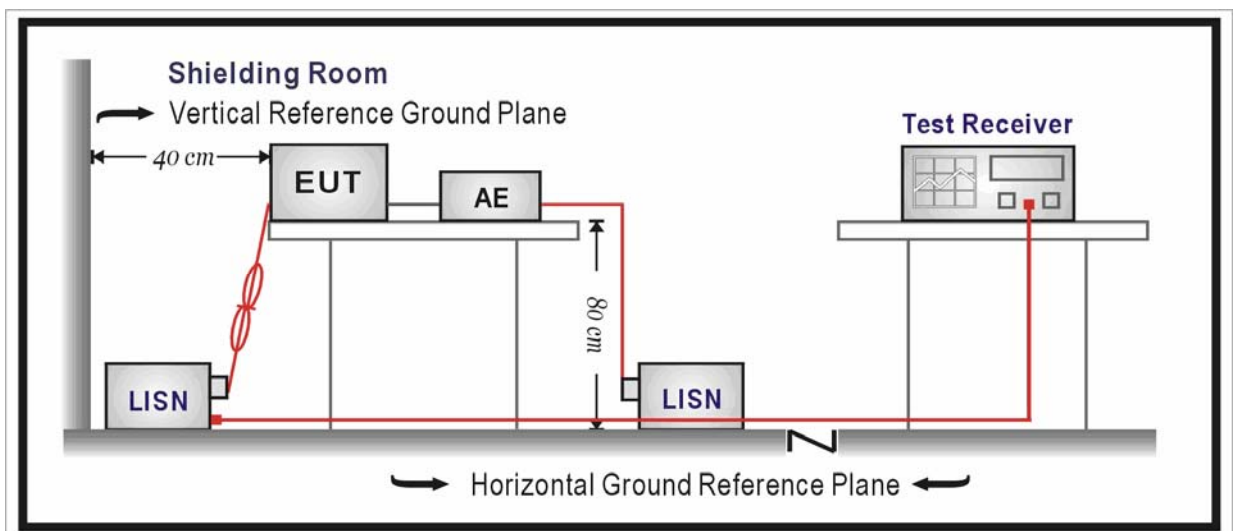 Shielding Room
Vertical Reference Ground Plane
Test Receiver
40 cm
EUT
AE
80 cm
LISN
LISN
Horizontal Ground Reference Plane